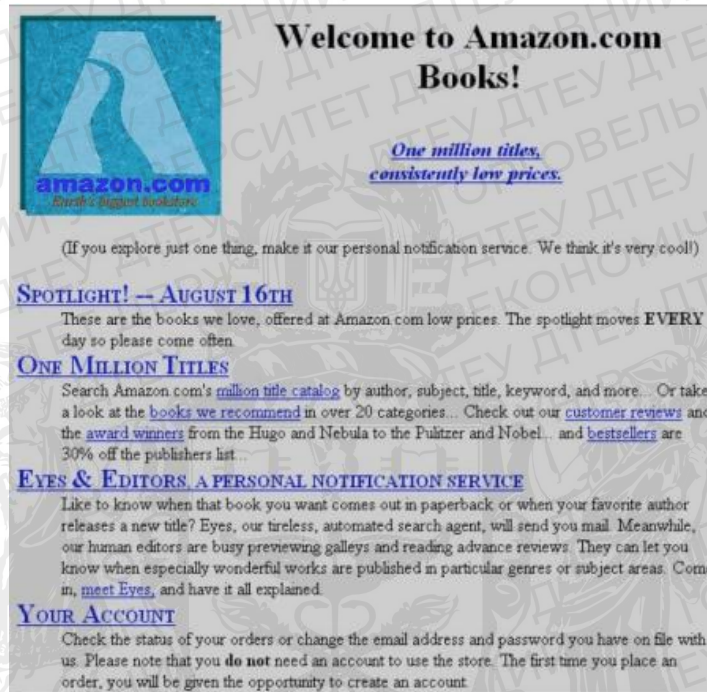 Welcome to Amazon.com
Books!
One million titles,
consistently low prices.
amazon.com
Earth's biggest bookstore
(If you explore just one thing, make it our personal notification service. We think it's very cool!)
SPOTLIGHT! -- AUGUST 16TH
These are the books we love, offered at Amazon.com low prices. The spotlight moves EVERY
day so please come often.
ONE MILLION TITLES
Search Amazon.com's million title catalog by author, subject, title, keyword, and more... Or take
a look at the books we recommend in over 20 categories... Check out our customer reviews and
the award winners from the Hugo and Nebula to the Pulitzer and Nobel... and bestsellers are
30% off the publishers list...
EYES & EDITORS, A PERSONAL NOTIFICATION SERVICE
Like to know when that book you want comes out in paperback or when your favorite author
releases a new title? Eyes, our tireless, automated search agent, will send you mail. Meanwhile,
our human editors are busy previewing galleys and reading advance reviews. They can let you
know when especially wonderful works are published in particular genres or subject areas. Come
in, meet Eyes, and have it all explained.
YOUR ACCOUNT
Check the status of your orders or change the email address and password you have on file with
us. Please note that you do not need an account to use the store. The first time you place an
order, you will be given the opportunity to create an account.